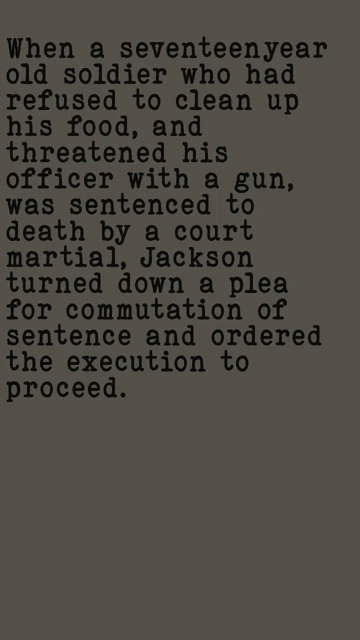 When a seventeenyear
old soldier who had
refused to clean up
his food, and
threatened his
officer with a gun,
was sentenced to
death by a court
martial, Jackson
turned down a plea
for commutation of
sentence and ordered
the execution to
proceed.